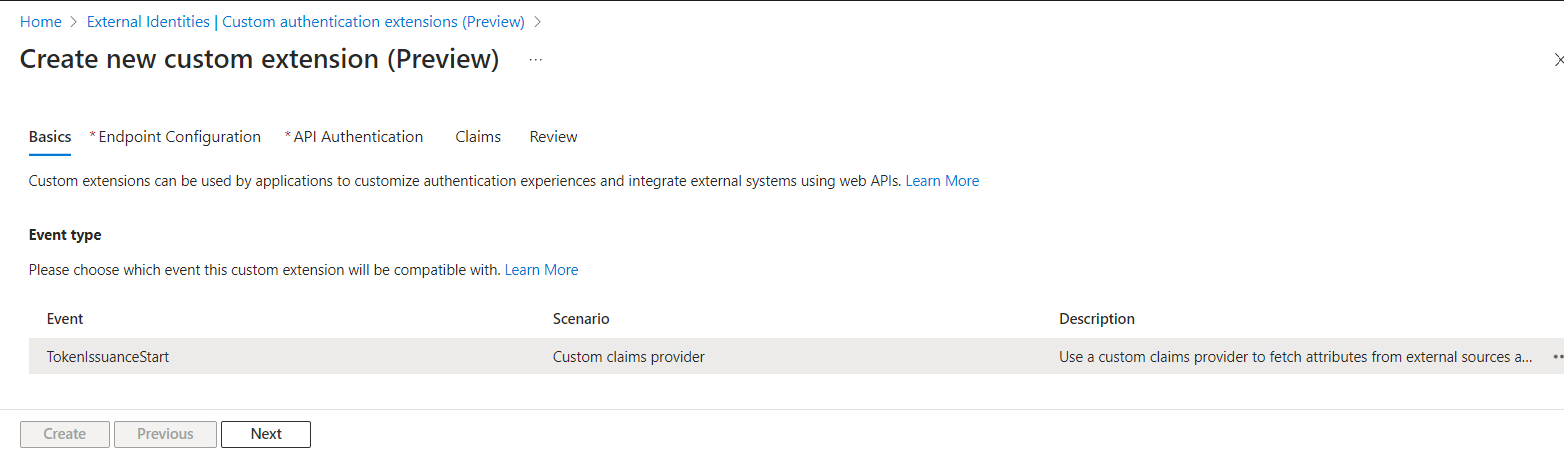 Home > External Identities | Custom authentication extensions (Preview) >
Create new custom extension (Preview) ...
Basics * Endpoint Configuration * API Authentication Claims Review
Custom extensions can be used by applications to customize authentication experiences and integrate external systems using web APIs. Learn More
Event type
Please choose which event this custom extension will be compatible with. Learn More
Event Scenario Description
TokenIssuanceStart Custom claims provider Use a custom claims provider to fetch attributes from external sources a...
Create Previous Next